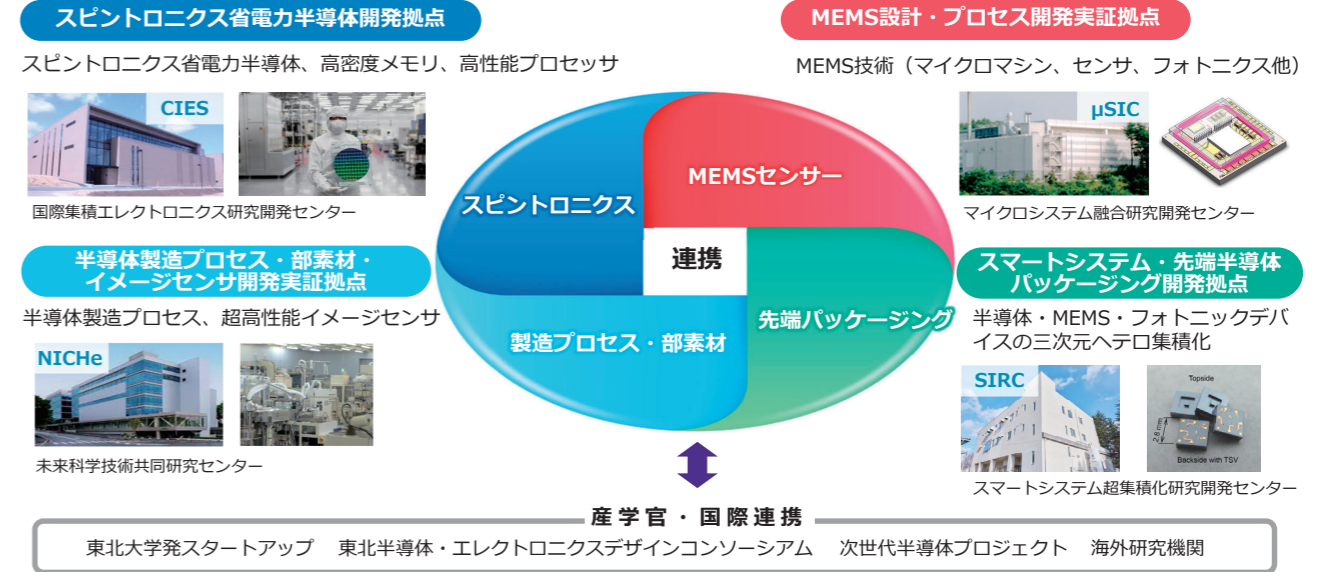 スピントロニクス省電力半導体開発拠点
スピントロニクス省電力半導体、高密度メモリ、高性能プロセッサ
CIES
国際集積エレクトロニクス研究開発センター
半導体製造プロセス・部素材・
イメージセンサ開発実証拠点
半導体製造プロセス、超高性能イメージセンサ
NICHe
未来科学技術共同研究センター
MEMS設計・プロセス開発実証拠点
MEMS技術（マイクロマシン、センサ、フォトニクス他）
μSIC
マイクロシステム融合研究開発センター
スマートシステム・先端半導体
パッケージング開発拠点
半導体・MEMS・フォトニックデバ
イスの三次元ヘテロ集積化
SIRC
Topside
2.8 mm
Backside with TSV
スマートシステム超集積化研究開発センター
スピントロニクス
MEMSセンサー
連携
製造プロセス・部素材
先端パッケージング
産学官・国際連携
東北大学発スタートアップ 東北半導体・エレクトロニクスデザインコンソーシアム 次世代半導体プロジェクト 海外研究機関